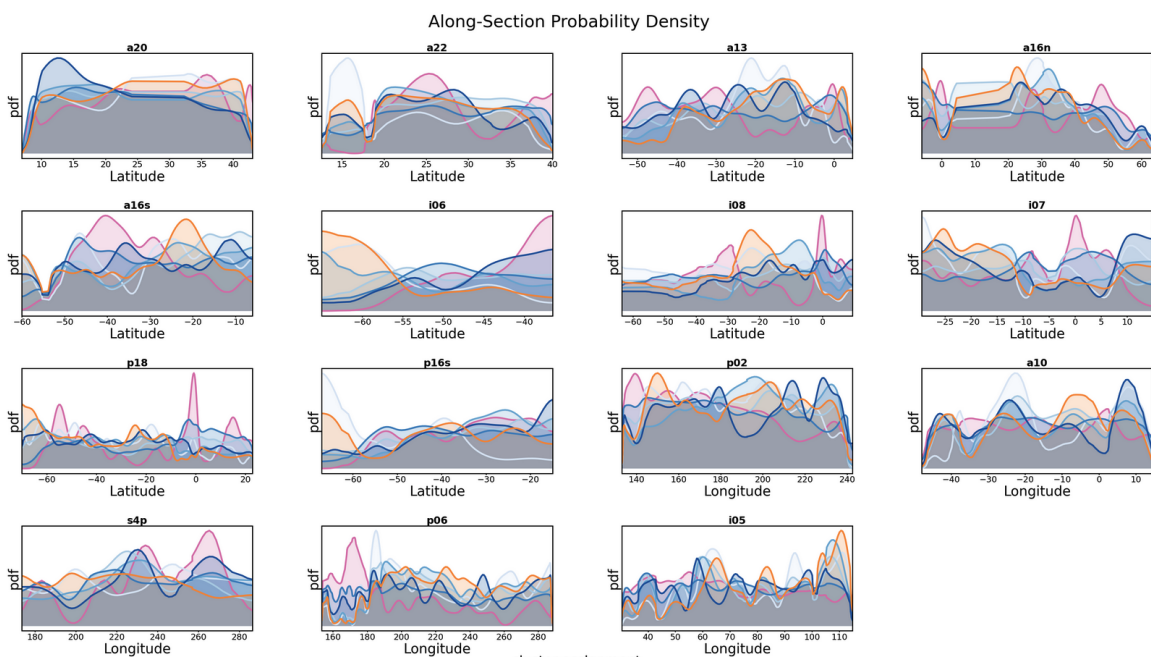 Along-Section Probability Density
a20 a22 a13 a16n
pdf pdf pdf pdf
10 15 20 25 30 35 40 15 20 25 30 35 40 −50 −40 −30 −20 −10 0 0 10 20 30 40 50 60
Latitude Latitude Latitude Latitude
a16s i06 i08 i07
pdf pdf pdf pdf
−60 −50 −40 −30 −20 −10 −60 −55 −50 −45 −40 −60 −50 −40 −30 −20 −10 0 −25 −20 −15 −10 −5 0 5 10
Latitude Latitude Latitude Latitude
p18 p16s p02 a10
pdf pdf pdf pdf
−60 −40 −20 0 20 −60 −50 −40 −30 −20 140 160 180 200 220 240 −40 −30 −20 −10 0 10
Latitude Latitude Longitude Longitude
s4p p06 i05
pdf pdf pdf
180 200 220 240 260 280 160 180 200 220 240 260 280 40 50 60 70 80 90 100 110
Longitude Longitude Longitude